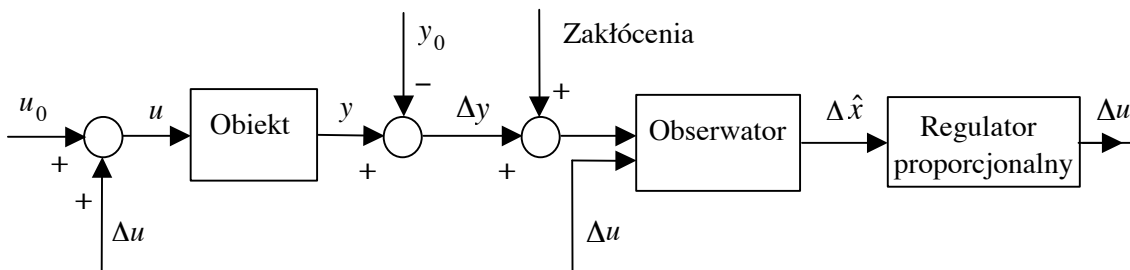 u₀
+
+
Δu
u
Obiekt
y
y₀
−
+
Δy
Zakłócenia
+
+
Δu
Obserwator
Δx̂
Regulator
proporcjonalny
Δu